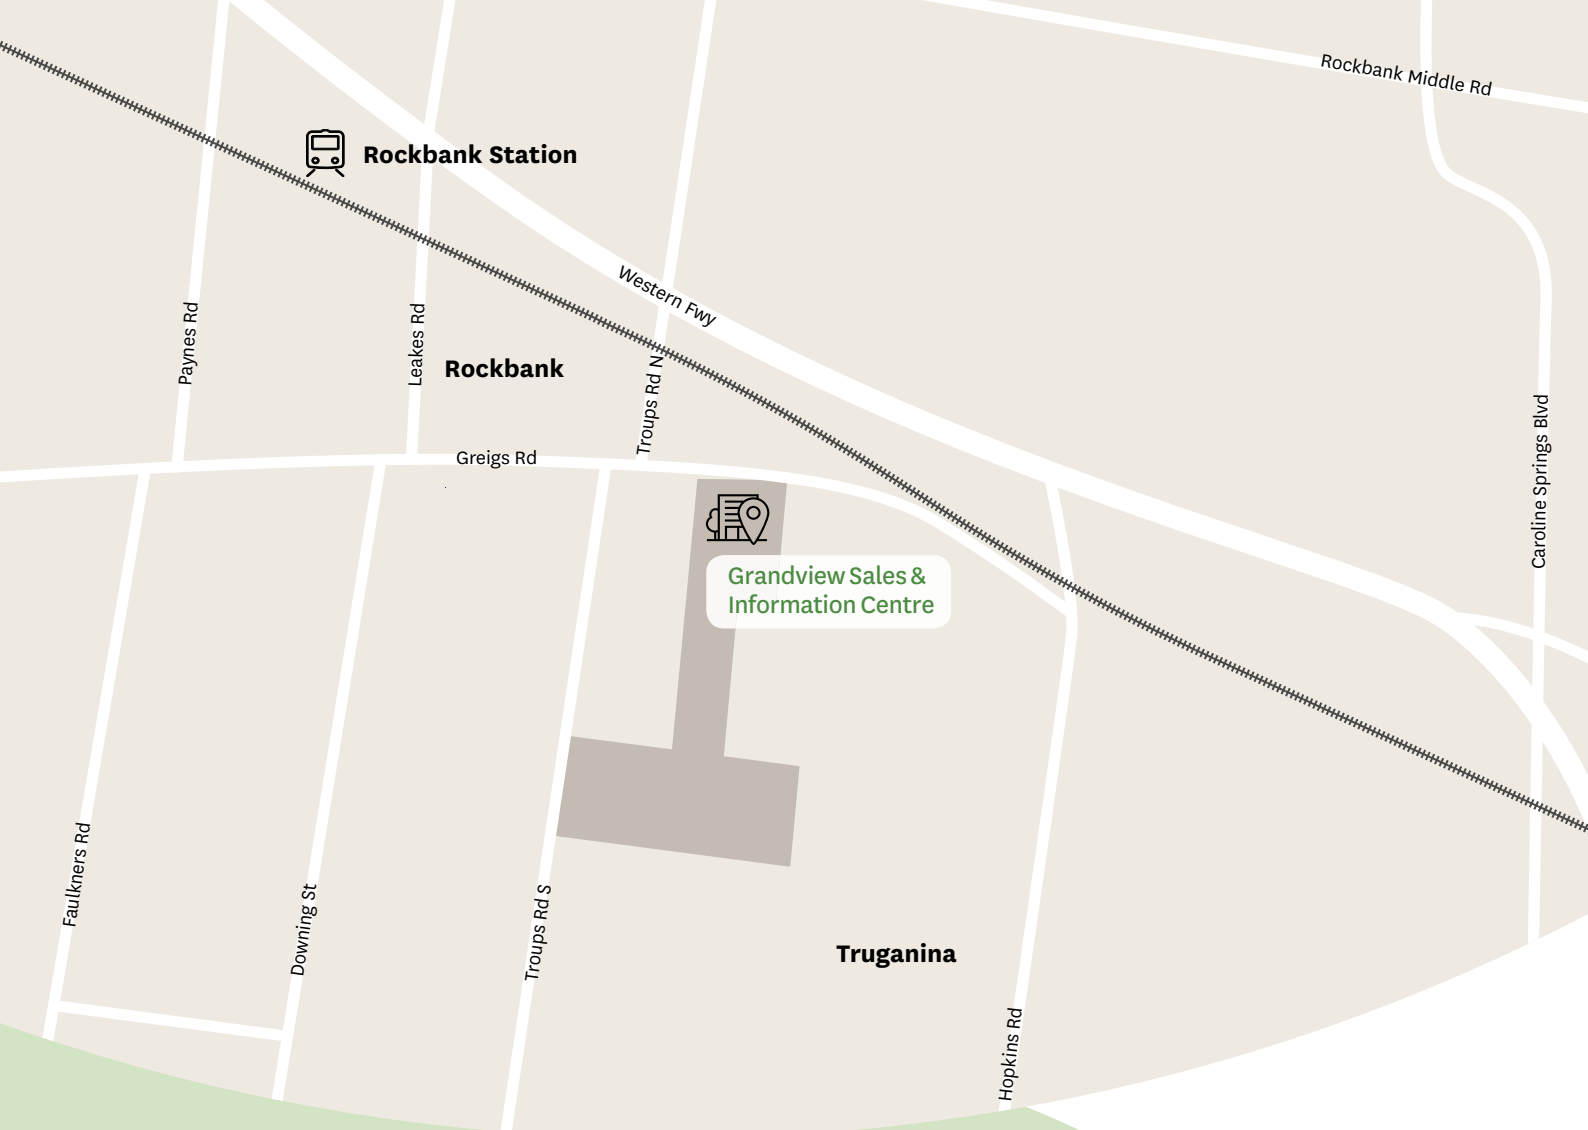 Rockbank Middle Rd
Rockbank Station
Western Fwy
Paynes Rd
Leakes Rd
Rockbank
Troups Rd N
Greigs Rd
Caroline Springs Blvd
Grandview Sales &
Information Centre
Faulkners Rd
Downing St
Troups Rd S
Truganina
Hopkins Rd